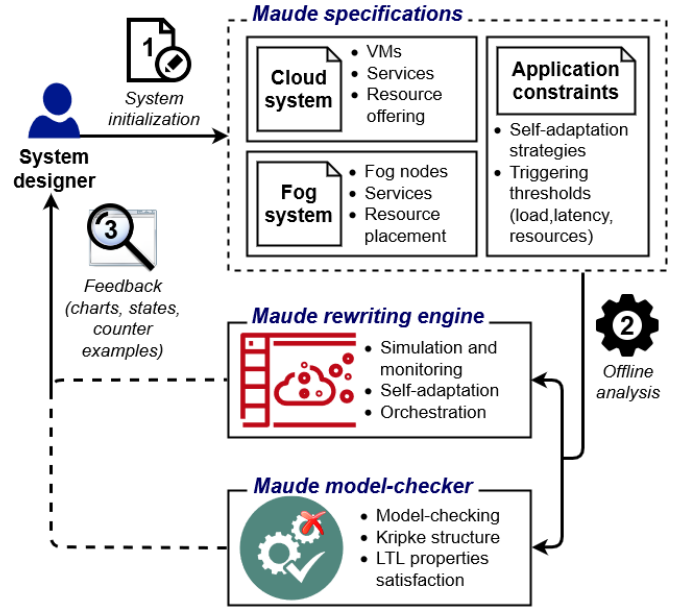 Maude specifications
1
System
initialization
System
designer
Cloud
system
• VMs
• Services
• Resource
offering
Fog
system
• Fog nodes
• Services
• Resource
placement
Application
constraints
• Self-adaptation
strategies
• Triggering
thresholds
(load,latency,
resources)
3
Feedback
(charts, states,
counter
examples)
2
Offline
analysis
Maude rewriting engine
• Simulation and
monitoring
• Self-adaptation
• Orchestration
Maude model-checker
• Model-checking
• Kripke structure
• LTL properties
satisfaction